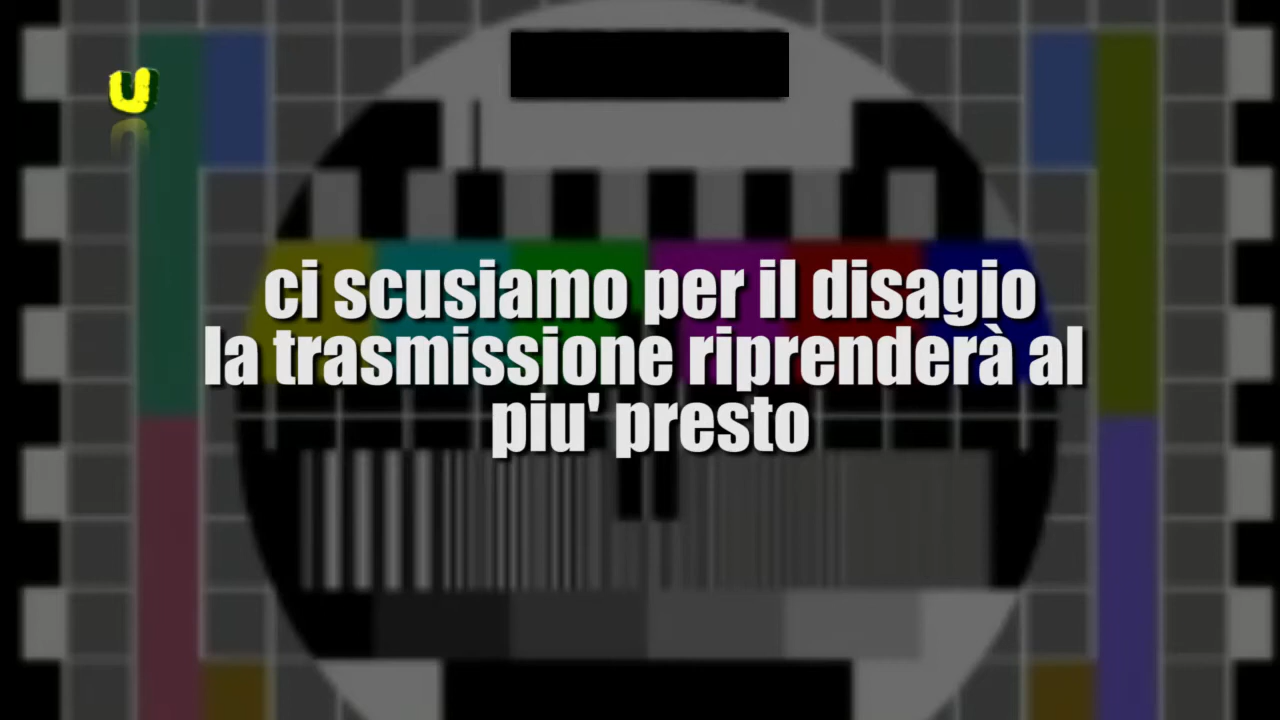 U
ci scusiamo per il disagio
la trasmissione riprenderà al
piu' presto